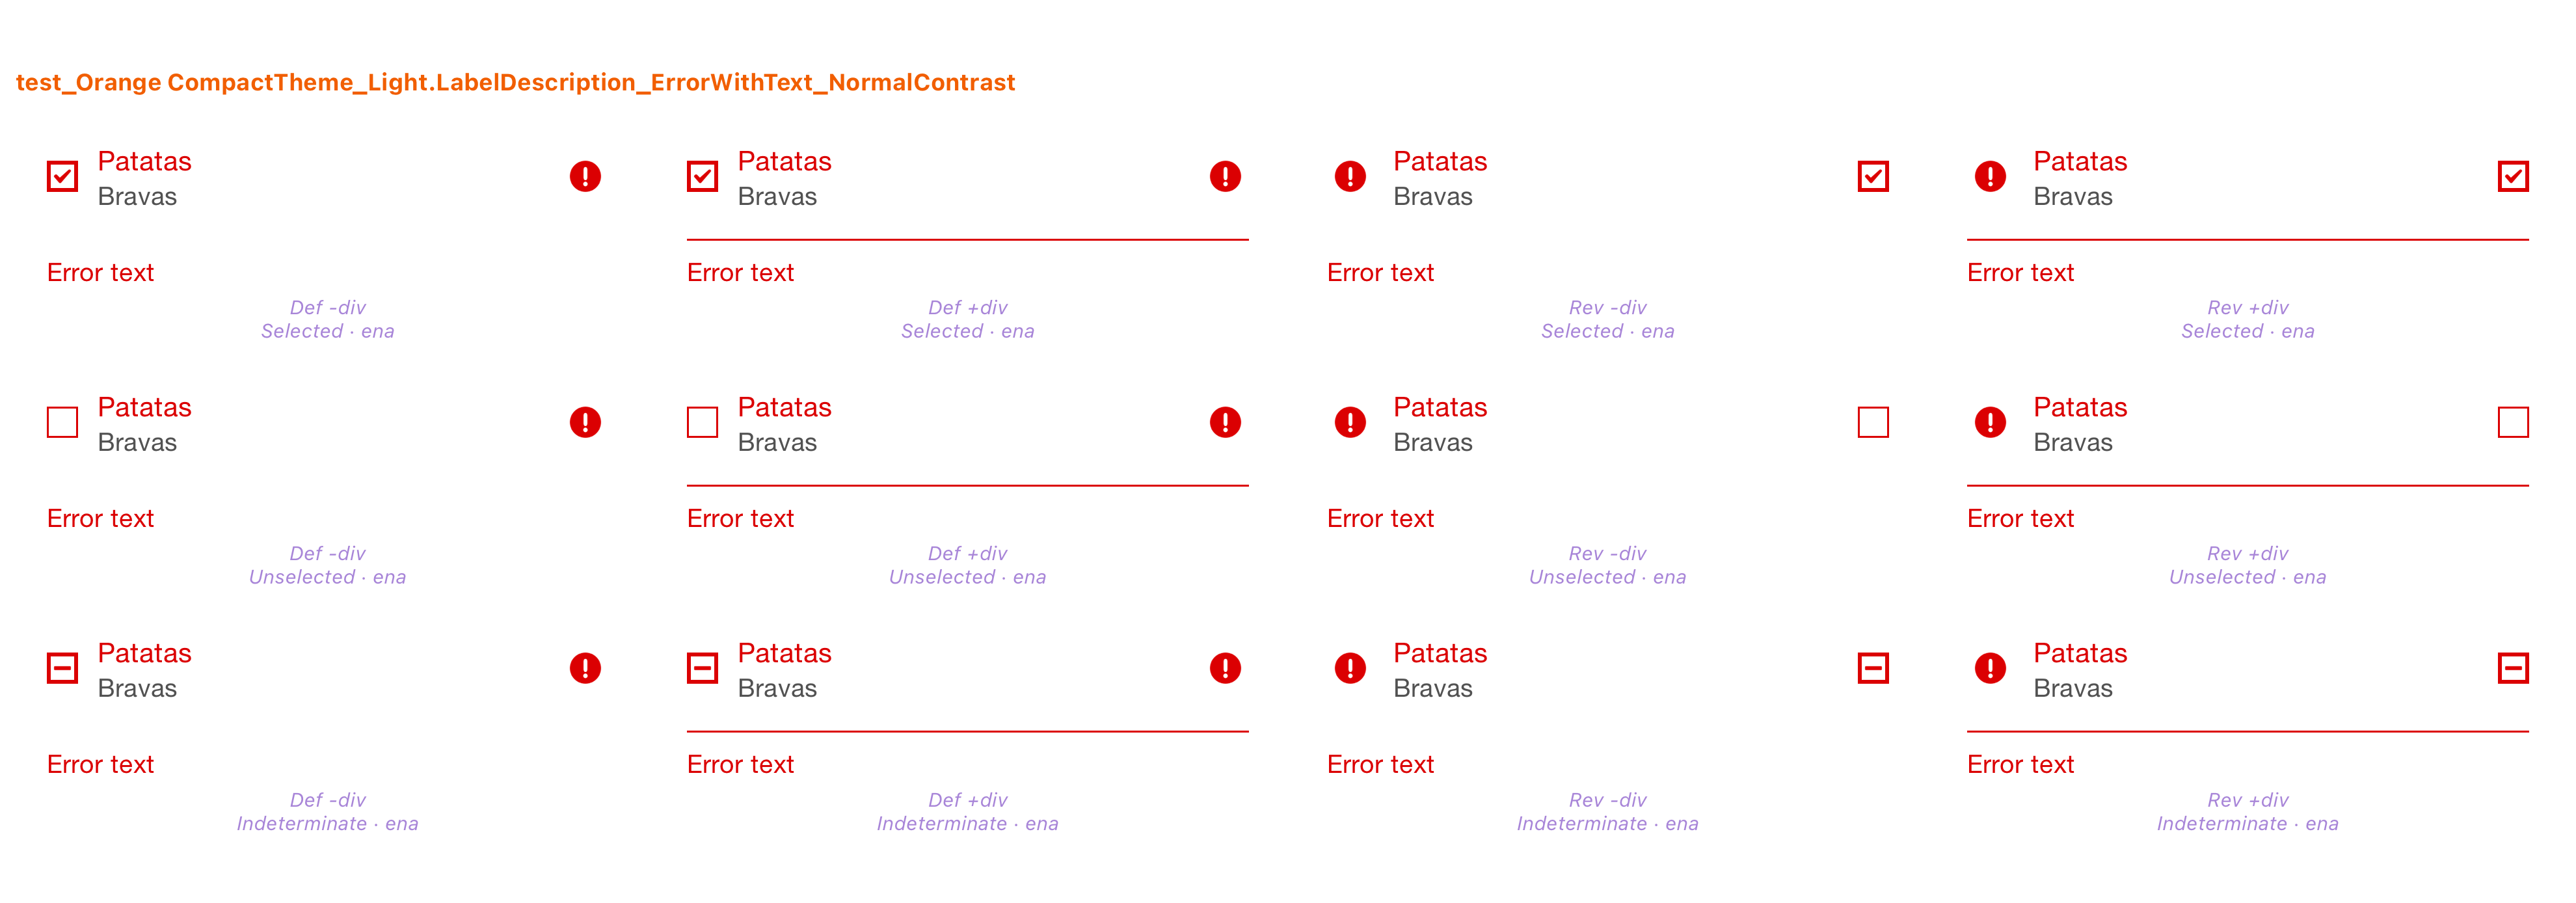 test_Orange CompactTheme_Light.LabelDescription_ErrorWithText_NormalContrast
Patatas
Bravas
Error text
Def -div
Selected · ena
Patatas
Bravas
Error text
Def +div
Selected · ena
Patatas
Bravas
Error text
Rev -div
Selected · ena
Patatas
Bravas
Error text
Rev +div
Selected · ena
Patatas
Bravas
Error text
Def -div
Unselected · ena
Patatas
Bravas
Error text
Def +div
Unselected · ena
Patatas
Bravas
Error text
Rev -div
Unselected · ena
Patatas
Bravas
Error text
Rev +div
Unselected · ena
Patatas
Bravas
Error text
Def -div
Indeterminate · ena
Patatas
Bravas
Error text
Def +div
Indeterminate · ena
Patatas
Bravas
Error text
Rev -div
Indeterminate · ena
Patatas
Bravas
Error text
Rev +div
Indeterminate · ena